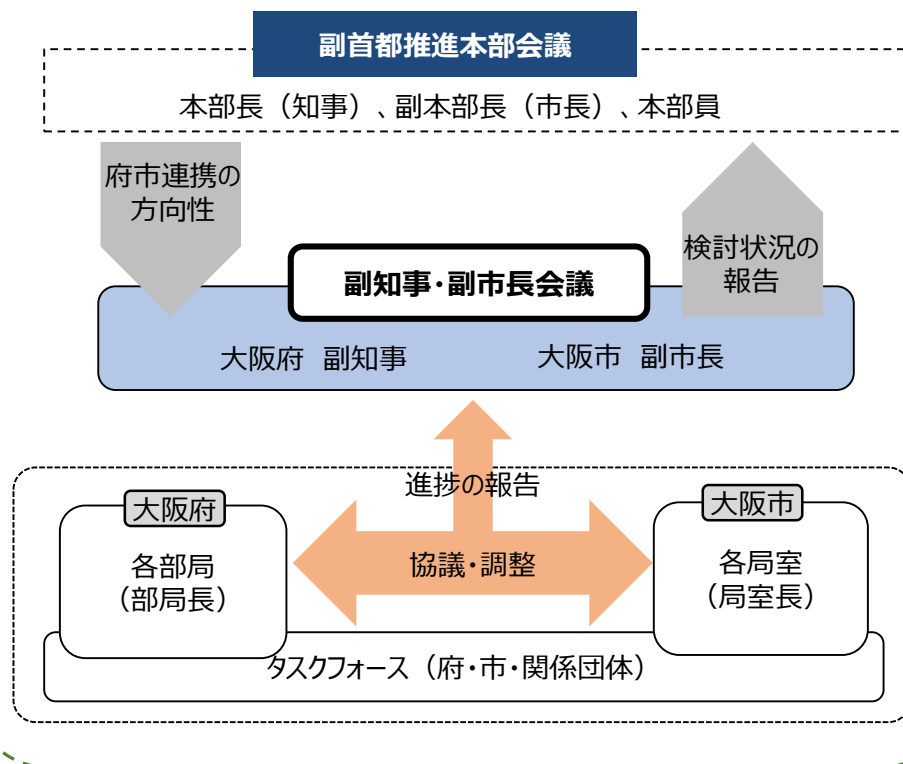 副首都推進本部会議
本部長（知事）、副本部長（市長）、本部員
府市連携の
方向性
検討状況の
報告
副知事・副市長会議
大阪府 副知事
大阪市 副市長
進捗の報告
大阪府
大阪市
各部局
（部局長）
協議・調整
各局室
（局室長）
タスクフォース（府・市・関係団体）